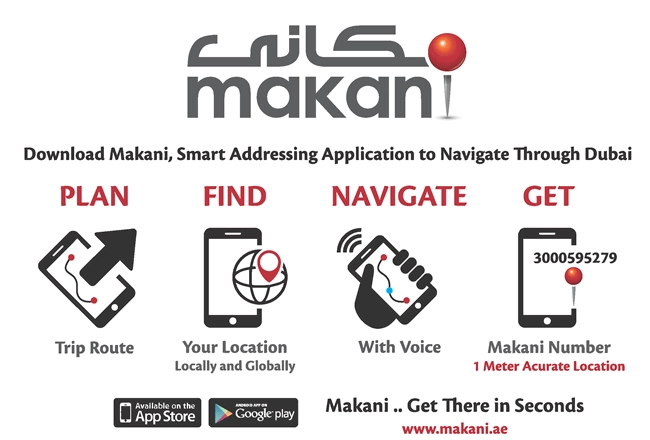 مكاني
makani
Download Makani, Smart Addressing Application to Navigate Through Dubai
PLAN FIND NAVIGATE GET
3000595279
Trip Route Your Location With Voice Makani Number
Locally and Globally 1 Meter Acurate Location
Available on the App Store ANDROID APP ON Google play Makani .. Get There in Seconds
www.makani.ae